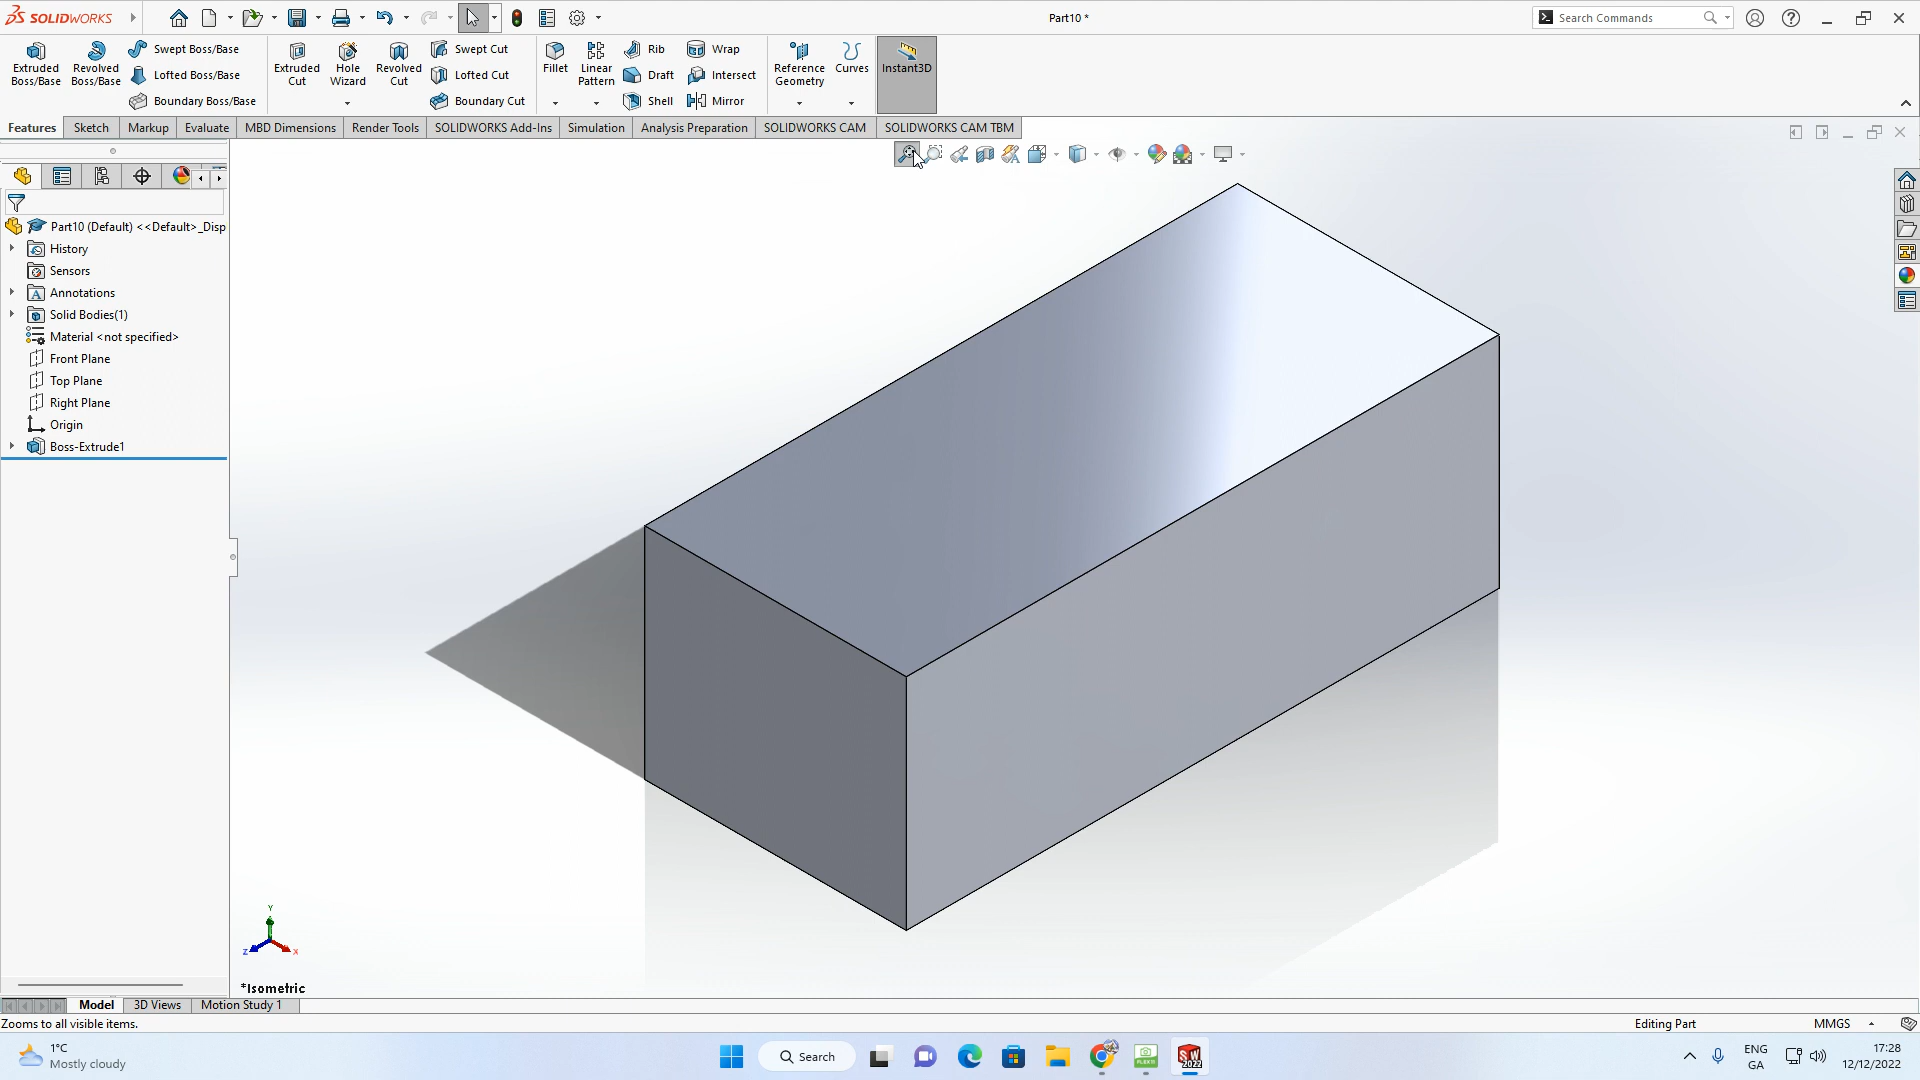 SOLIDWORKS
Part10 *
Search Commands
Extruded Boss/Base
Revolved Boss/Base
Swept Boss/Base
Lofted Boss/Base
Boundary Boss/Base
Extruded Cut
Hole Wizard
Revolved Cut
Swept Cut
Lofted Cut
Boundary Cut
Fillet
Linear Pattern
Rib
Draft
Shell
Wrap
Intersect
Mirror
Reference Geometry
Curves
Instant3D
Features
Sketch
Markup
Evaluate
MBD Dimensions
Render Tools
SOLIDWORKS Add-Ins
Simulation
Analysis Preparation
SOLIDWORKS CAM
SOLIDWORKS CAM TBM
Part10 (Default) <<Default>_Disp
History
Sensors
Annotations
Solid Bodies(1)
Material <not specified>
Front Plane
Top Plane
Right Plane
Origin
Boss-Extrude1
Y
Z
X
*Isometric
Model
3D Views
Motion Study 1
Zooms to all visible items.
Editing Part
MMGS
1°C
Mostly cloudy
Search
SW
2022
ENG
GA
17:28
12/12/2022